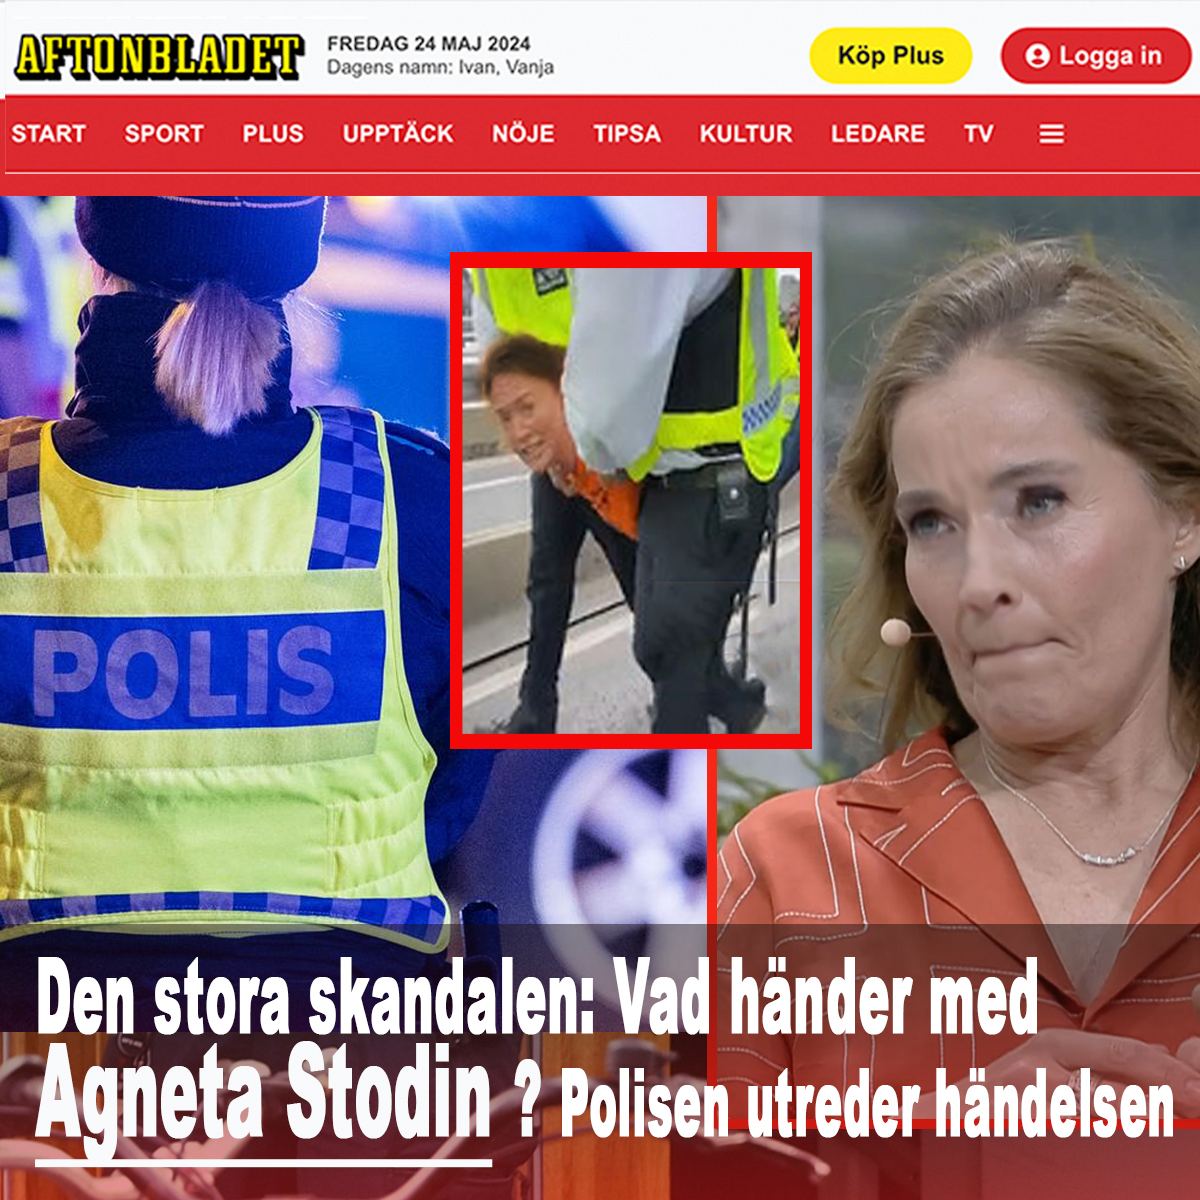 AFTONBLADET
FREDAG 24 MAJ 2024
Dagens namn: Ivan, Vanja
Köp Plus
Logga in
START SPORT PLUS UPPTÄCK NÖJE TIPSA KULTUR LEDARE TV
POLIS
Den stora skandalen: Vad händer med
Agneta Stodin ? Polisen utreder händelsen